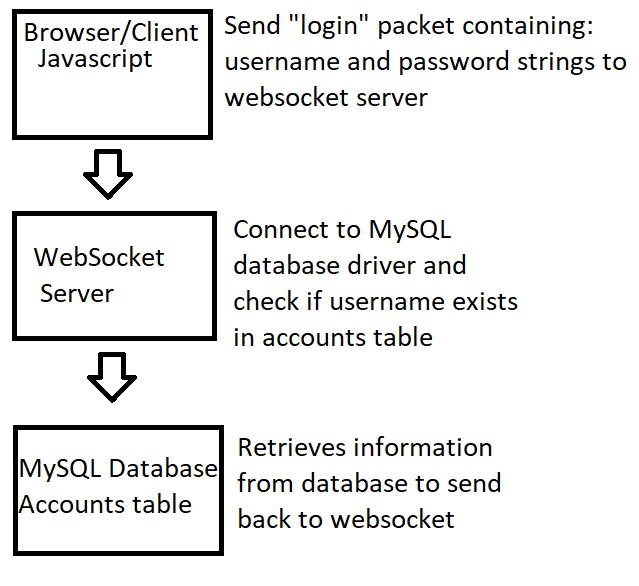 Browser/Client
Javascript
Send "login" packet containing:
username and password strings to
websocket server
WebSocket
Server
Connect to MySQL
database driver and
check if username exists
in accounts table
MySQL Database
Accounts table
Retrieves information
from database to send
back to websocket